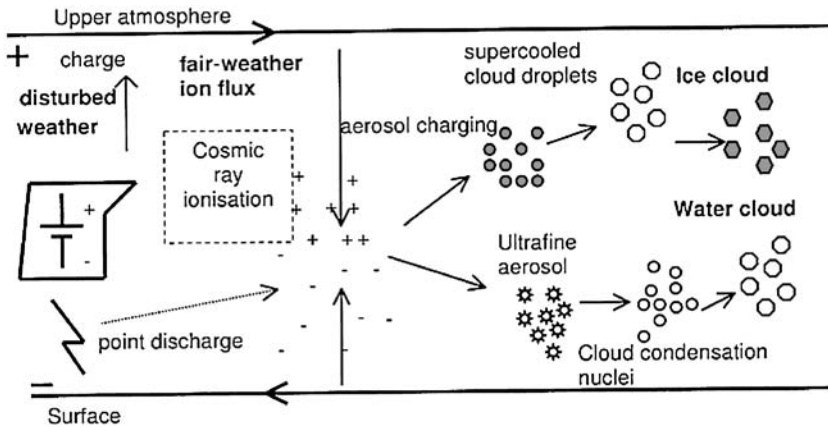 Upper atmosphere
+
charge
disturbed
weather
fair-weather
ion flux
Cosmic
ray
ionisation
+
-
point discharge
aerosol charging
supercooled
cloud droplets
Ice cloud
Water cloud
Ultrafine
aerosol
Cloud condensation
nuclei
Surface